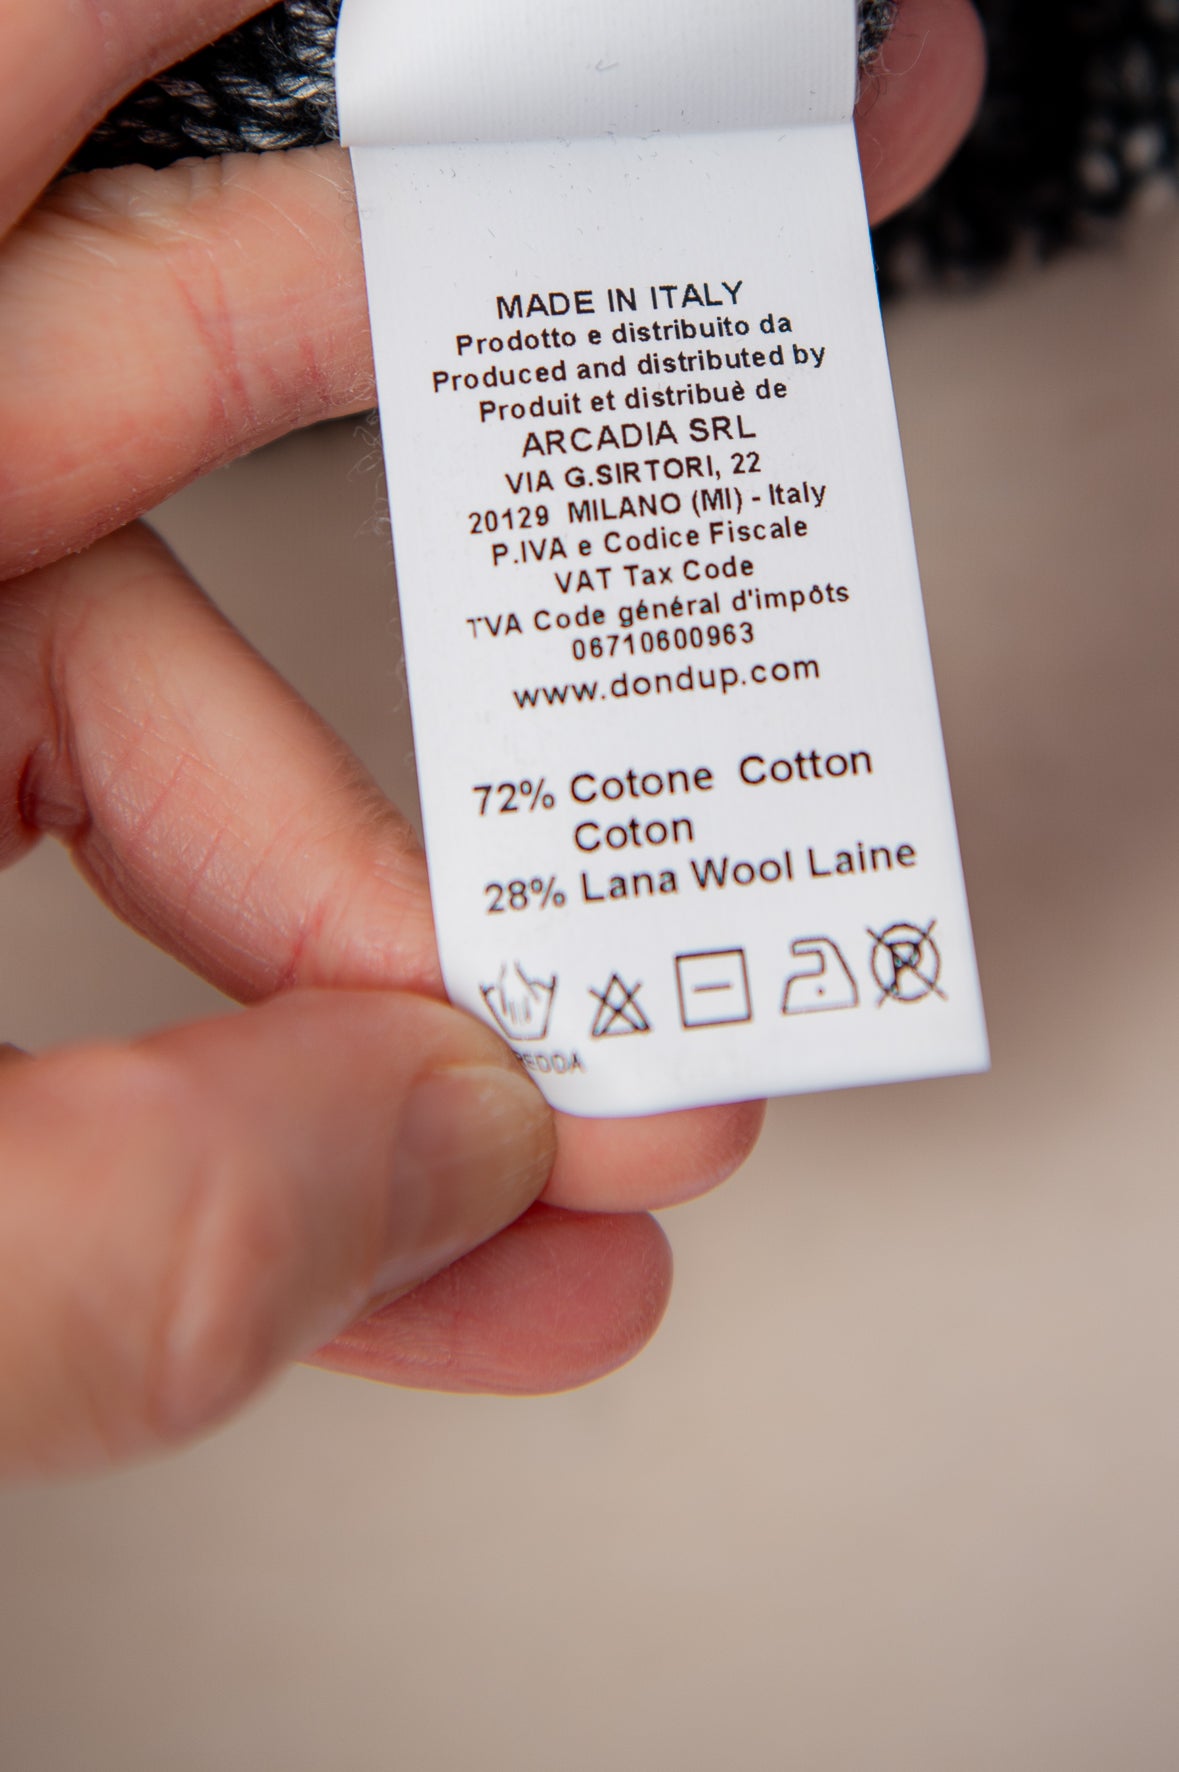 MADE IN ITALY
Prodotto e distribuito da
Produced and distributed by
Produit et distribuè de
ARCADIA SRL
VIA G.SIRTORI, 22
20129 MILANO (MI) - Italy
P.IVA e Codice Fiscale
VAT Tax Code
TVA Code général d'impôts
06710600963
www.dondup.com
72% Cotone Cotton
Coton
28% Lana Wool Laine
P